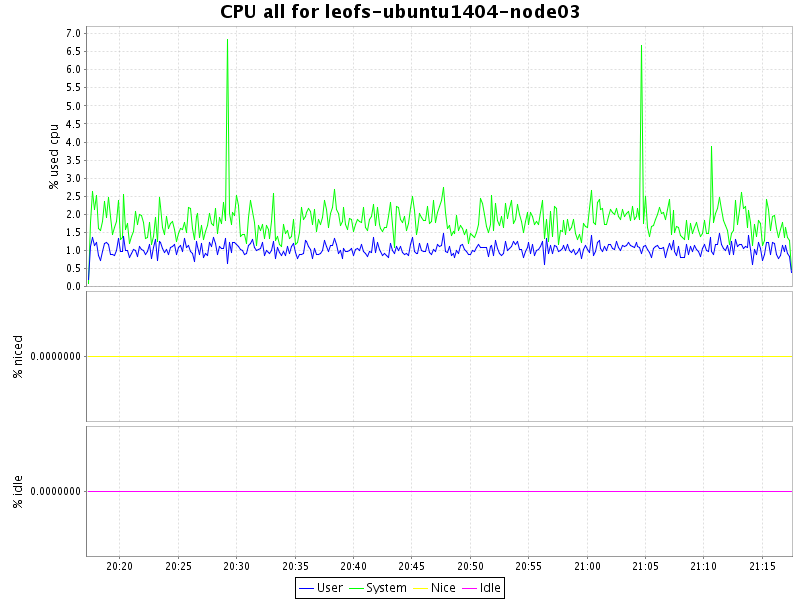 CPU all for leofs-ubuntu1404-node03
% used cpu
7.0
6.5
6.0
5.5
5.0
4.5
4.0
3.5
3.0
2.5
2.0
1.5
1.0
0.5
0.0
% niced
0.0000000
% idle
0.0000000
20:20 20:25 20:30 20:35 20:40 20:45 20:50 20:55 21:00 21:05 21:10 21:15
User System Nice Idle